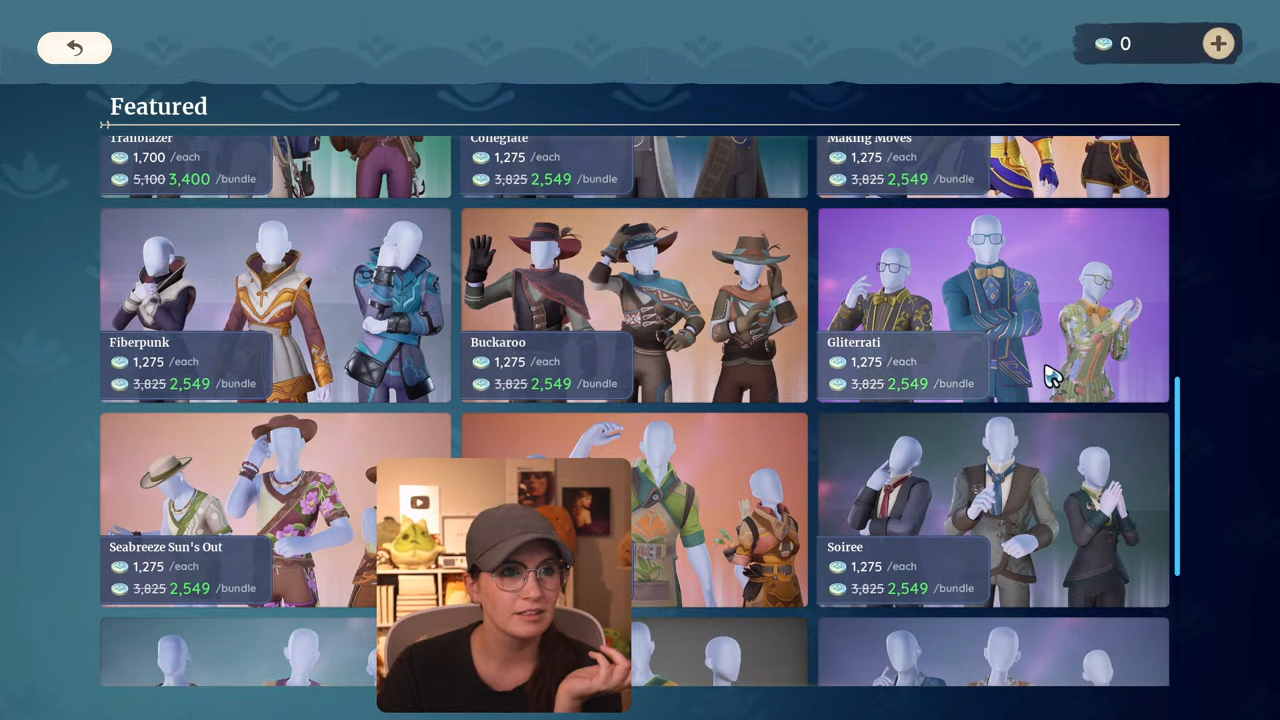 0
Featured
Trailblazer
1,700 /each
5,100 3,400 /bundle
Collegiate
1,275 /each
3,825 2,549 /bundle
Making Moves
1,275 /each
3,825 2,549 /bundle
Fiberpunk
1,275 /each
3,825 2,549 /bundle
Buckaroo
1,275 /each
3,825 2,549 /bundle
Gliterrati
1,275 /each
3,825 2,549 /bundle
Seabreeze Sun's Out
1,275 /each
3,825 2,549 /bundle
Soiree
1,275 /each
3,825 2,549 /bundle